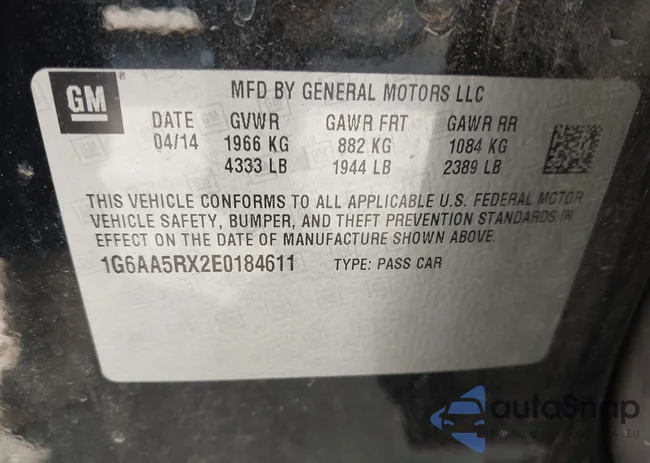 GM
MFD BY GENERAL MOTORS LLC
DATE GVWR GAWR FRT GAWR RR
04/14 1966 KG 882 KG 1084 KG
4333 LB 1944 LB 2389 LB
THIS VEHICLE CONFORMS TO ALL APPLICABLE U.S. FEDERAL MOTOR
VEHICLE SAFETY, BUMPER, AND THEFT PREVENTION STANDARDS IN
EFFECT ON THE DATE OF MANUFACTURE SHOWN ABOVE.
1G6AA5RX2E0184611 TYPE: PASS CAR
autoSnap